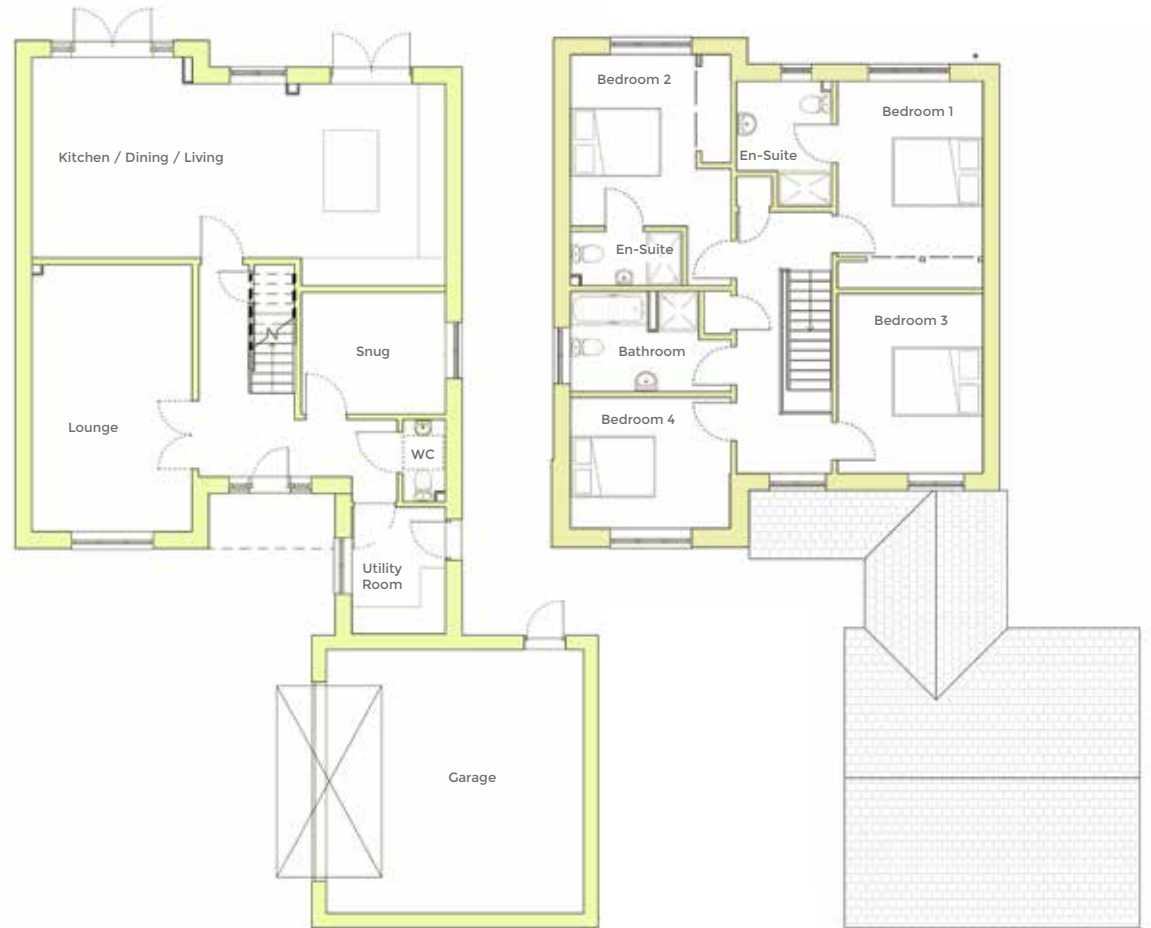 Kitchen / Dining / Living
Lounge
Snug
WC
Utility
Room
Garage
Bedroom 2
En-Suite
Bedroom 1
En-Suite
Bedroom 3
Bathroom
Bedroom 4